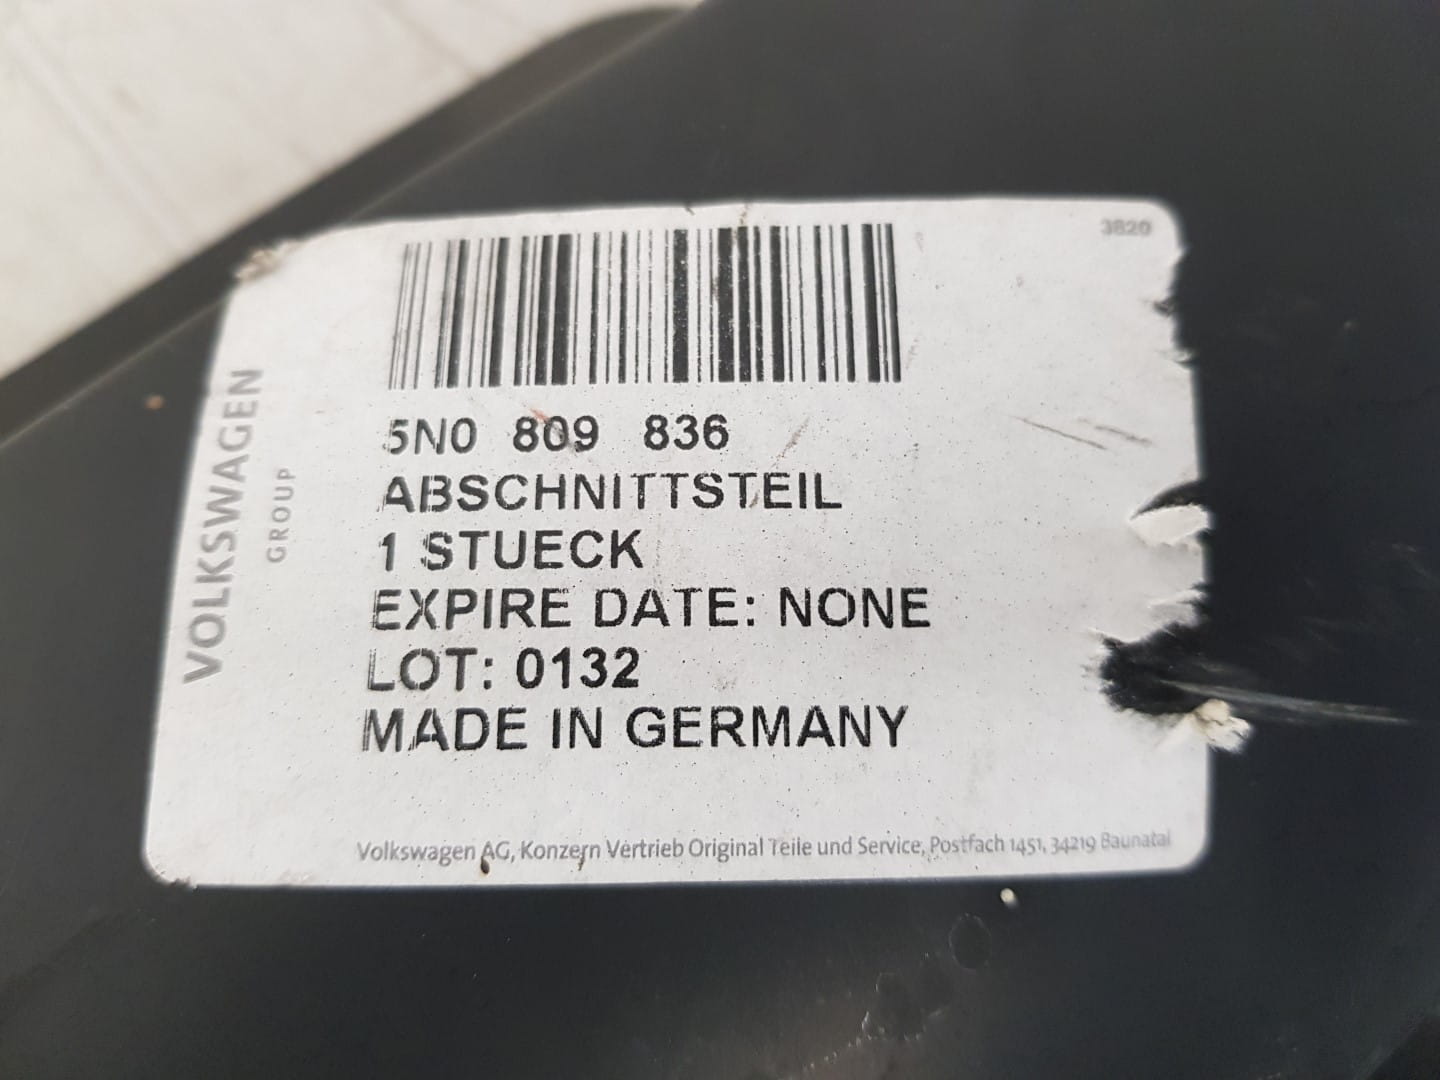 3820
VOLKSWAGEN
GROUP
5N0 809 836
ABSCHNITTSTEIL
1 STUECK
EXPIRE DATE: NONE
LOT: 0132
MADE IN GERMANY
Volkswagen AG, Konzern Vertrieb Original Teile und Service, Postfach 1451, 34219 Baunatal